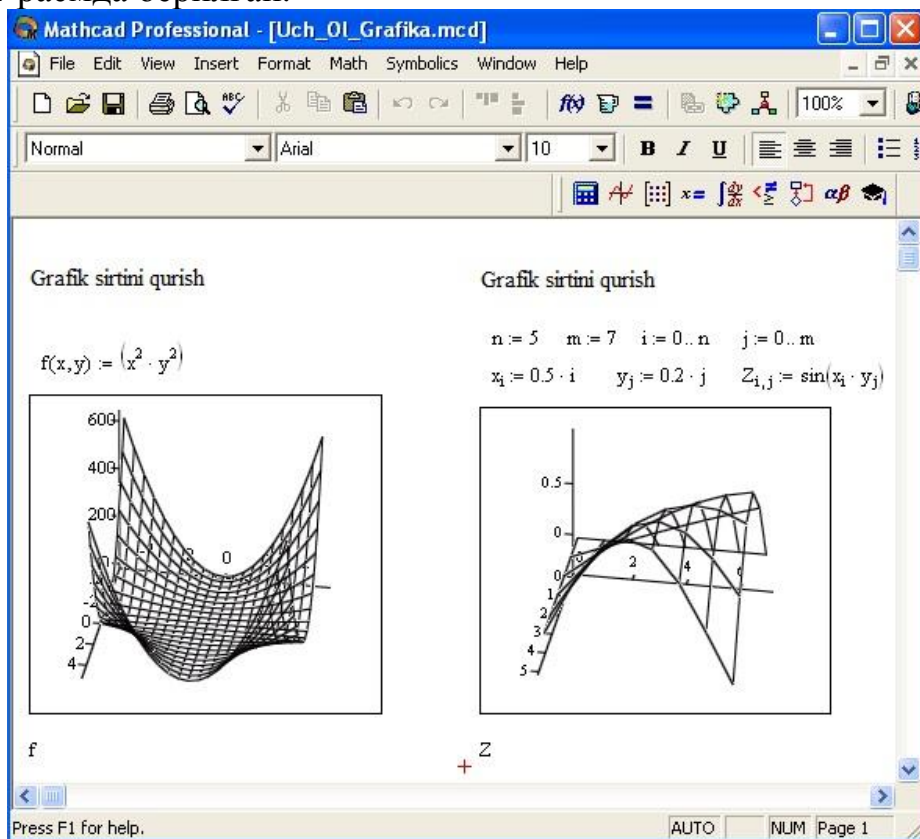 расмда берилган.
Mathcad Professional - [Uch_Ol_Grafika.mcd]
File Edit View Insert Format Math Symbolics Window Help
100%
Normal Arial 10 B I U
Grafik sirtini qurish
f(x,y) := (x² · y²)
600
400
200
0
-2
0
2
4
f
Grafik sirtini qurish
n := 5 m := 7 i := 0.. n j := 0.. m
xᵢ := 0.5 · i yⱼ := 0.2 · j Zᵢ,ⱼ := sin(xᵢ · yⱼ)
0.5
0
0 2 4 6
1
2
3
4
5
Z
Press F1 for help. AUTO NUM Page 1